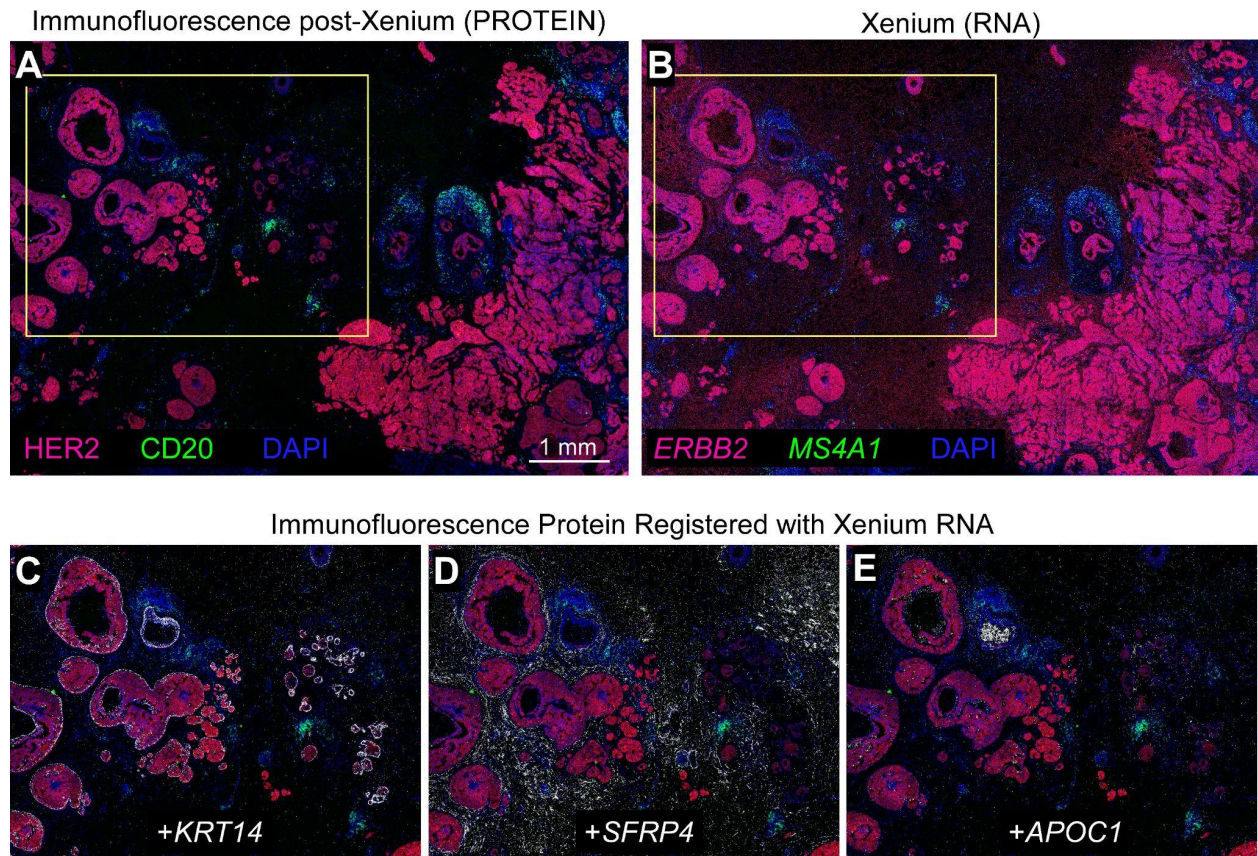 Immunofluorescence post-Xenium (PROTEIN)
Xenium (RNA)
A
B
HER2 CD20 DAPI
1 mm
ERBB2 MS4A1 DAPI
Immunofluorescence Protein Registered with Xenium RNA
C
D
E
+KRT14
+SFRP4
+APOC1